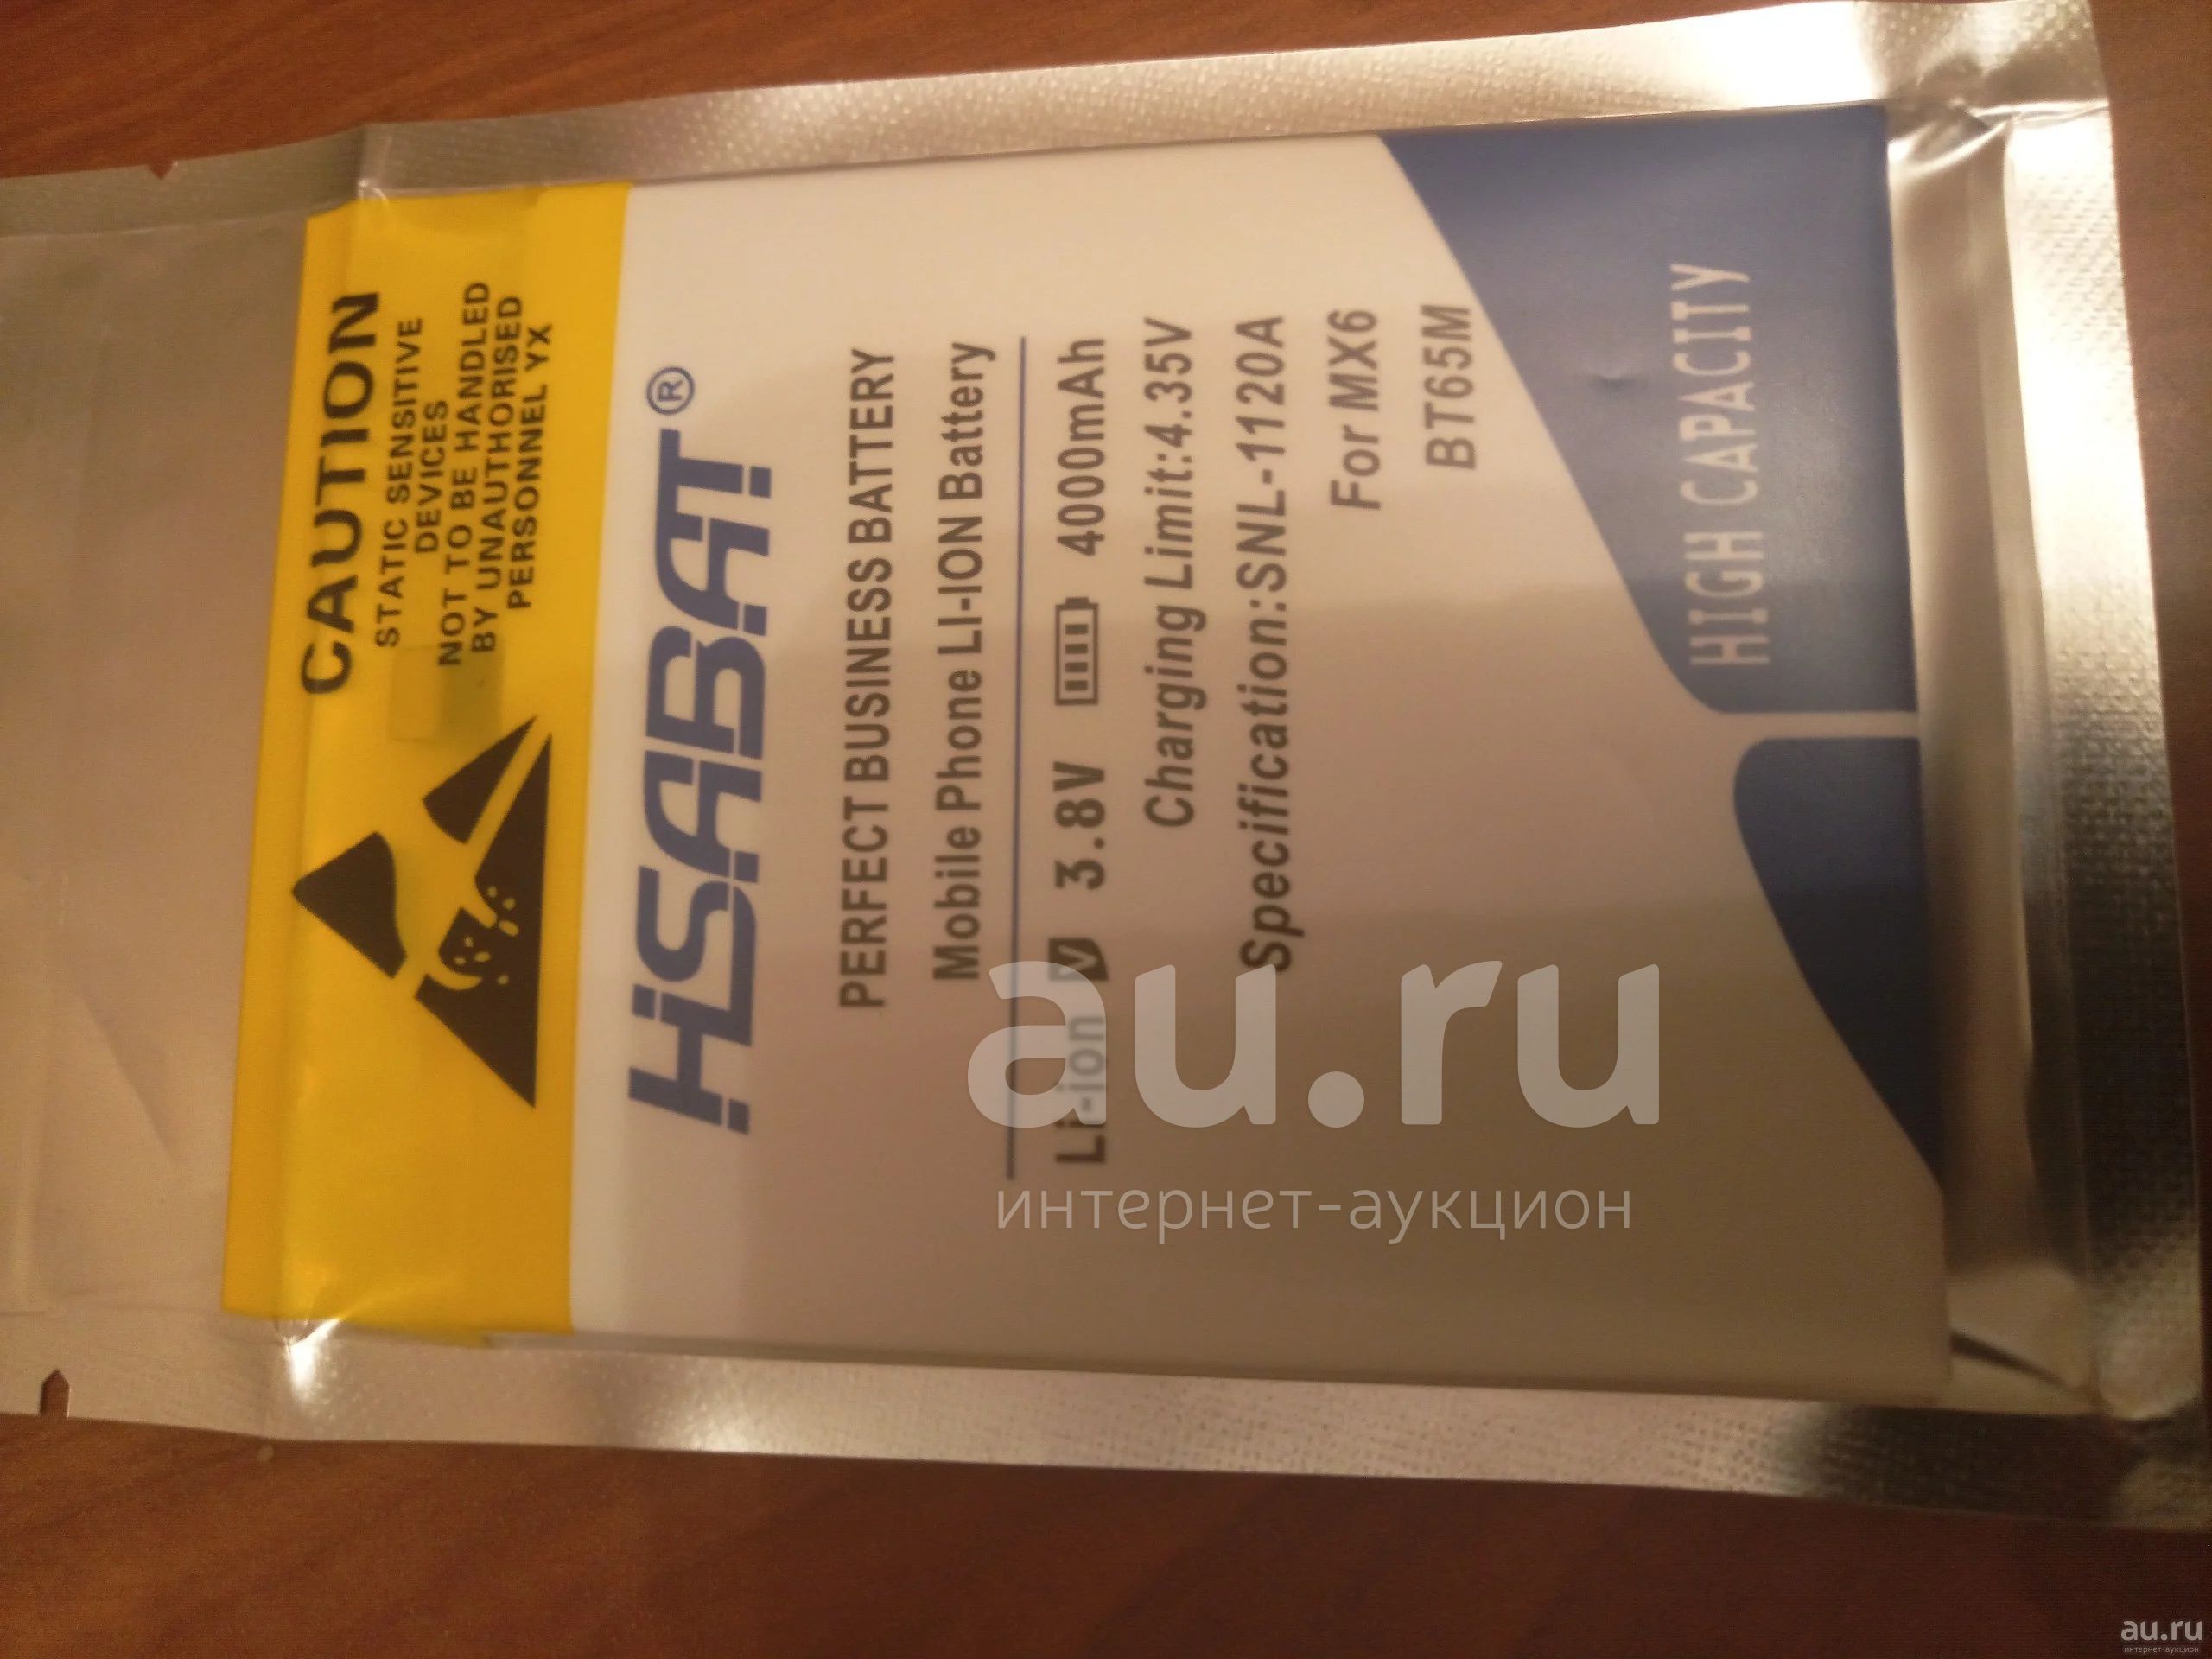 CAUTION
STATIC SENSITIVE
DEVICES
NOT TO BE HANDLED
BY UNAUTHORISED
PERSONNEL YX
HSABAT®
PERFECT BUSINESS BATTERY
Mobile Phone LI-ION Battery
Li-ion 3.8V 4000mAh
Charging Limit:4.35V
Specification:SNL-1120A
For MX6
BT65M
HIGH CAPACITY
au.ru
интернет-аукцион
au.ru
интернет-аукцион